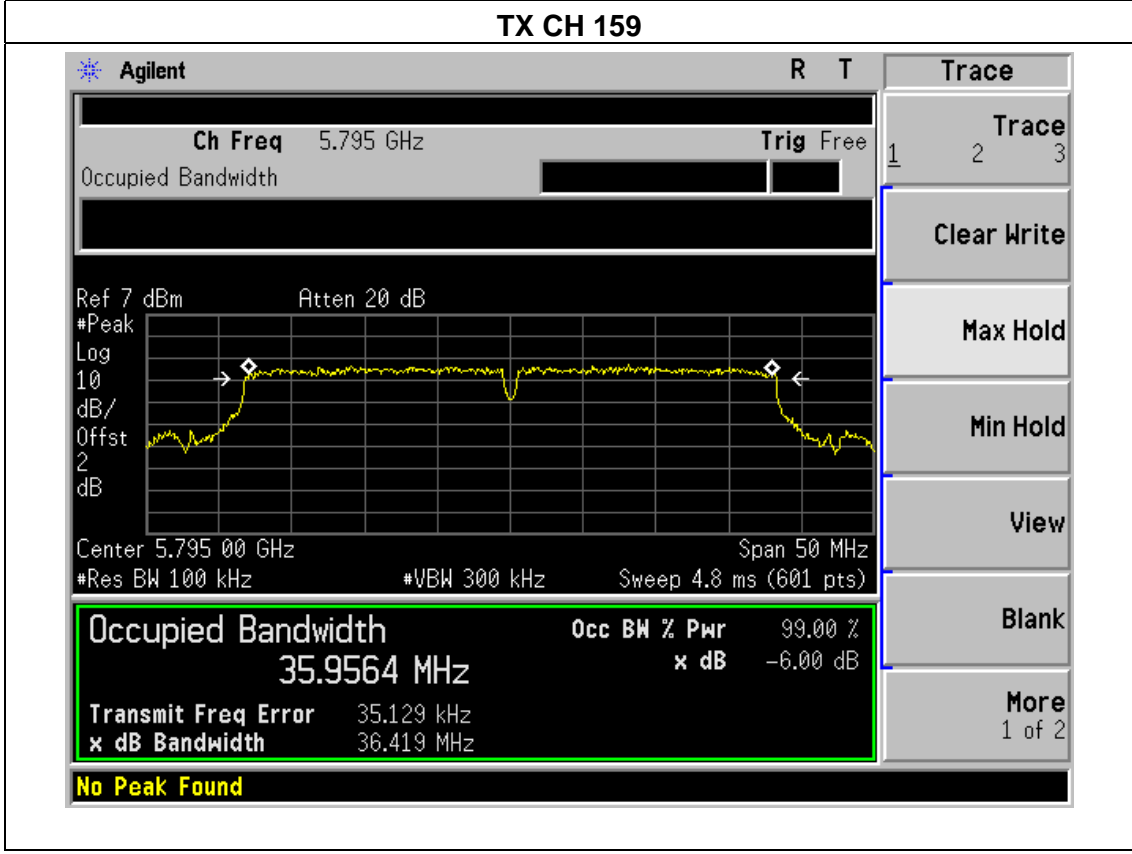 TX CH 159
Agilent R T
Trace
Ch Freq 5.795 GHz Trig Free
Occupied Bandwidth
Trace
1 2 3
Clear Write
Max Hold
Min Hold
View
Blank
More
1 of 2
Ref 7 dBm Atten 20 dB
#Peak
Log
10
dB/
Offst
2
dB
Center 5.795 00 GHz Span 50 MHz
#Res BW 100 kHz #VBW 300 kHz Sweep 4.8 ms (601 pts)
Occupied Bandwidth
35.9564 MHz
Occ BW % Pwr 99.00 %
x dB -6.00 dB
Transmit Freq Error 35.129 kHz
x dB Bandwidth 36.419 MHz
No Peak Found